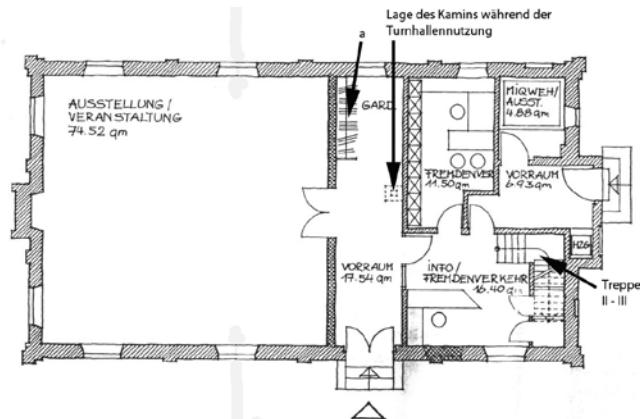 Lage des Kamins während der
Turnhallennutzung
a
AUSSTELLUNG /
VERANSTALTUNG
74.52 qm
GARD.
MIQWEH/
AUSST.
4.88 qm
FREMDENVER
11.50 qm
VORRAUM
6.93 qm
HZG
VORRAUM
17.54 qm
INFO /
FREMDENVERKEHR
16.40 qm
Treppe
II - III